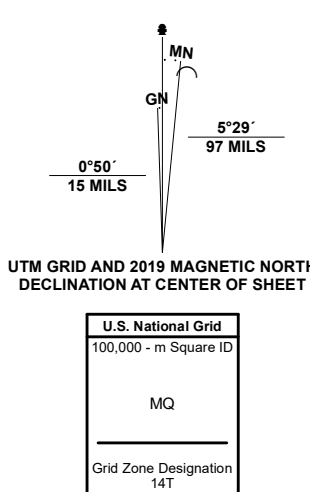 MN
GN
5°29´
97 MILS
0°50´
15 MILS
UTM GRID AND 2019 MAGNETIC NORTH
DECLINATION AT CENTER OF SHEET
U.S. National Grid
100,000 - m Square ID
MQ
Grid Zone Designation
14T